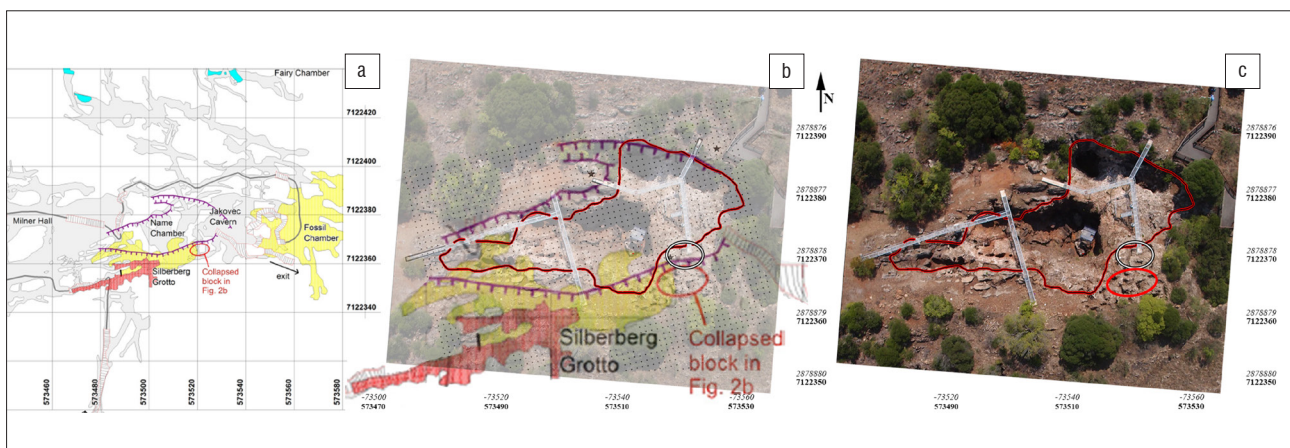 a
Fairy Chamber
7122420
7122400
7122380
7122360
7122340
Milner Hall
Name
Chamber
Jakovec
Cavern
Fossil
Chamber
Silberberg
Grotto
Collapsed
block in
Fig. 2b
exit
573460
573480
573500
573520
573540
573560
573580
b
N
2878876
7122390
2878877
7122380
2878878
7122370
2878879
7122360
2878880
7122350
Silberberg
Grotto
Collapsed
block in
Fig. 2b
-73500
573470
-73520
573490
-73540
573510
-73560
573530
c
2878876
7122390
2878877
7122380
2878878
7122370
2878879
7122360
2878880
7122350
-73520
573490
-73540
573510
-73560
573530